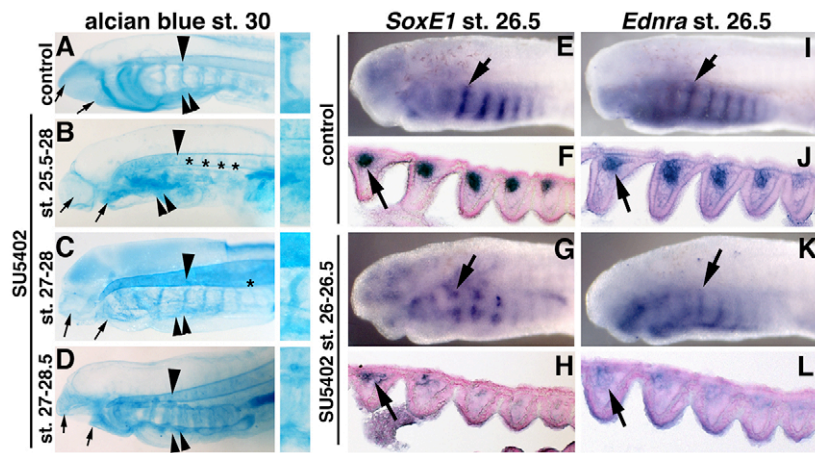 alcian blue st. 30
SoxE1 st. 26.5
Ednra st. 26.5
A
B
C
D
E
F
G
H
I
J
K
L
control
st. 25.5-28
st. 27-28
st. 27-28.5
SU5402
control
SU5402
st. 26-26.5
* * * *
*